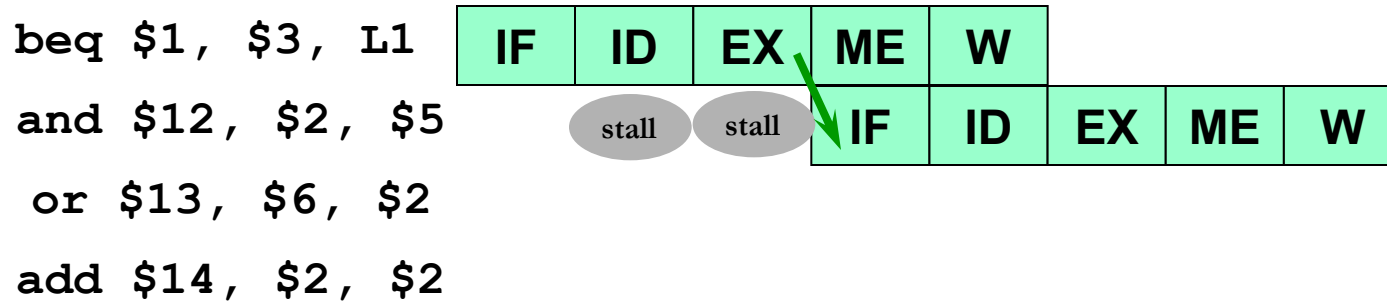 beq $1, $3, L1 IF ID EX ME W
and $12, $2, $5 stall stall IF ID EX ME W
or $13, $6, $2
add $14, $2, $2